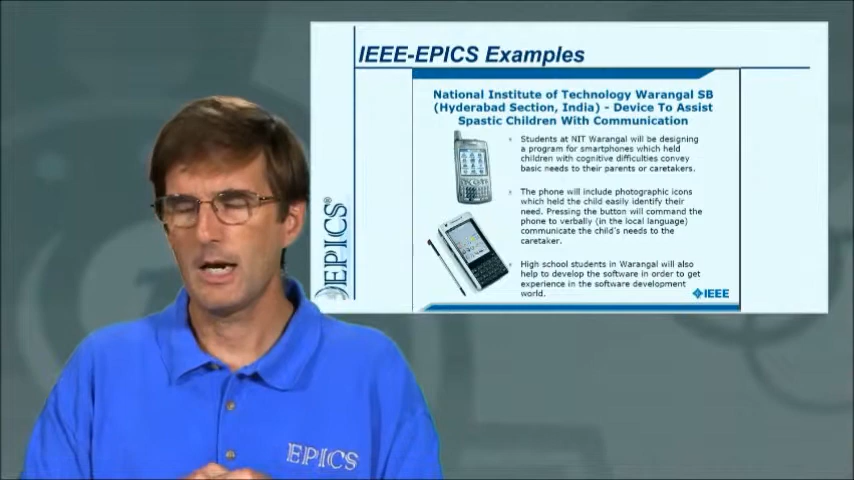 IEEE-EPICS Examples
National Institute of Technology Warangal SB
(Hyderabad Section, India) - Device To Assist
Spastic Children With Communication
Students at NIT Warangal will be designing
a program for smartphones which held
children with cognitive difficulties convey
basic needs to their parents or caretakers.
The phone will include photographic icons
which held the child easily identify their
need. Pressing the button will command the
phone to verbally (in the local language)
communicate the child's needs to the
caretaker.
High school students in Warangal will also
help to develop the software in order to get
experience in the software development
world.
IEEE
EPICS®
EPICS